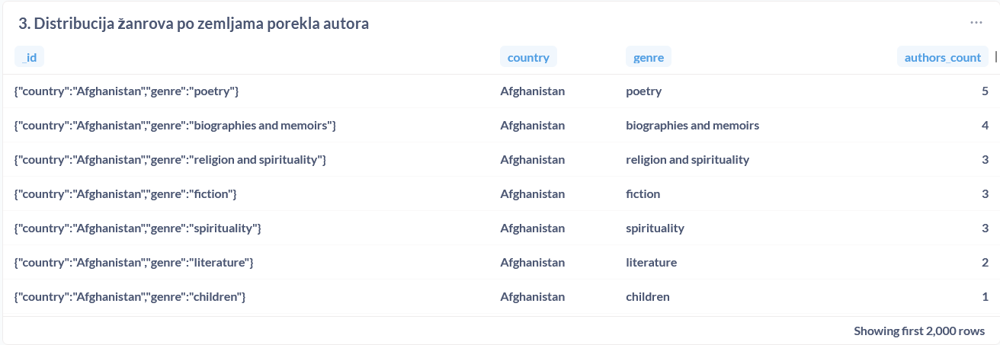 3. Distribucija žanrova po zemljama porekla autora
_id country genre authors_count
{"country":"Afghanistan","genre":"poetry"} Afghanistan poetry 5
{"country":"Afghanistan","genre":"biographies and memoirs"} Afghanistan biographies and memoirs 4
{"country":"Afghanistan","genre":"religion and spirituality"} Afghanistan religion and spirituality 3
{"country":"Afghanistan","genre":"fiction"} Afghanistan fiction 3
{"country":"Afghanistan","genre":"spirituality"} Afghanistan spirituality 3
{"country":"Afghanistan","genre":"literature"} Afghanistan literature 2
{"country":"Afghanistan","genre":"children"} Afghanistan children 1
Showing first 2,000 rows